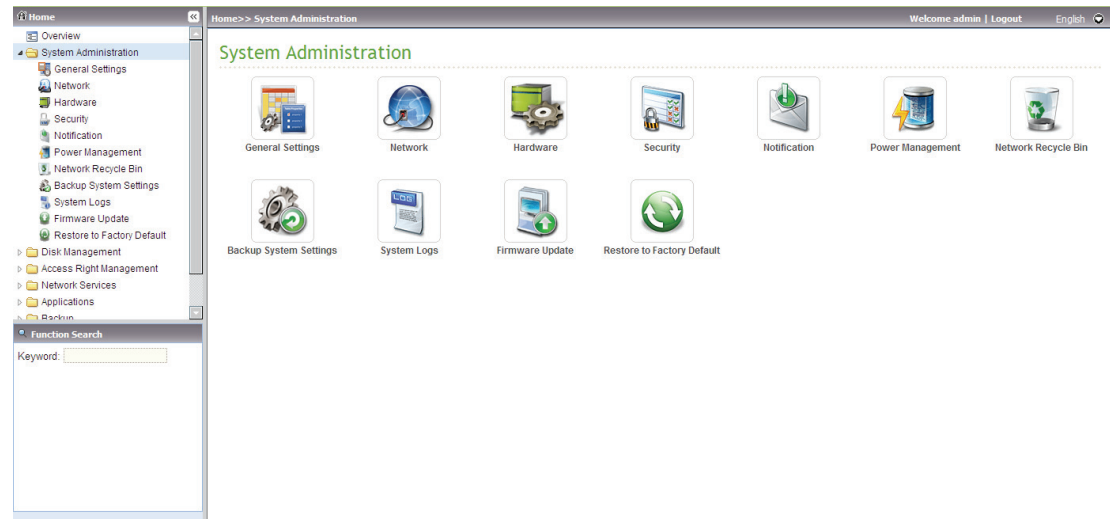 Home
Overview
System Administration
General Settings
Network
Hardware
Security
Notification
Power Management
Network Recycle Bin
Backup System Settings
System Logs
Firmware Update
Restore to Factory Default
Disk Management
Access Right Management
Network Services
Applications
Backup
Function Search
Keyword:
Home>> System Administration
Welcome admin | Logout
English
System Administration
General Settings
Network
Hardware
Security
Notification
Power Management
Network Recycle Bin
LOG
Backup System Settings
System Logs
Firmware Update
Restore to Factory Default